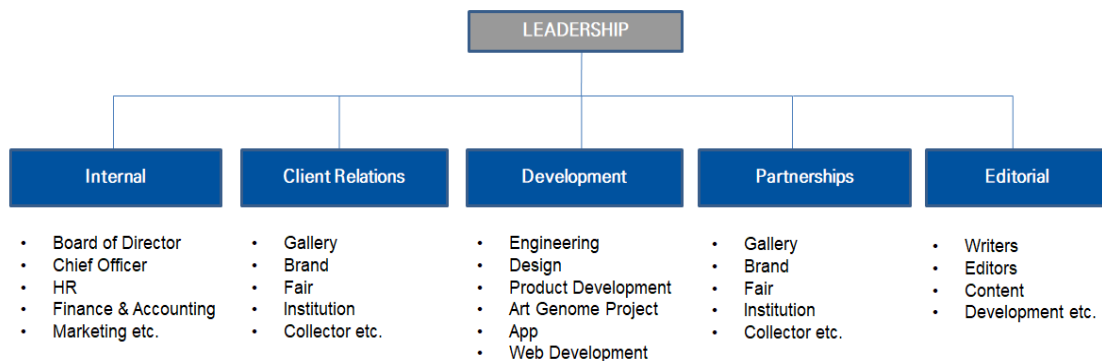 LEADERSHIP
Internal
Client Relations
Development
Partnerships
Editorial
• Board of Director
• Chief Officer
• HR
• Finance & Accounting
• Marketing etc.
• Gallery
• Brand
• Fair
• Institution
• Collector etc.
• Engineering
• Design
• Product Development
• Art Genome Project
• App
• Web Development
• Gallery
• Brand
• Fair
• Institution
• Collector etc.
• Writers
• Editors
• Content
• Development etc.